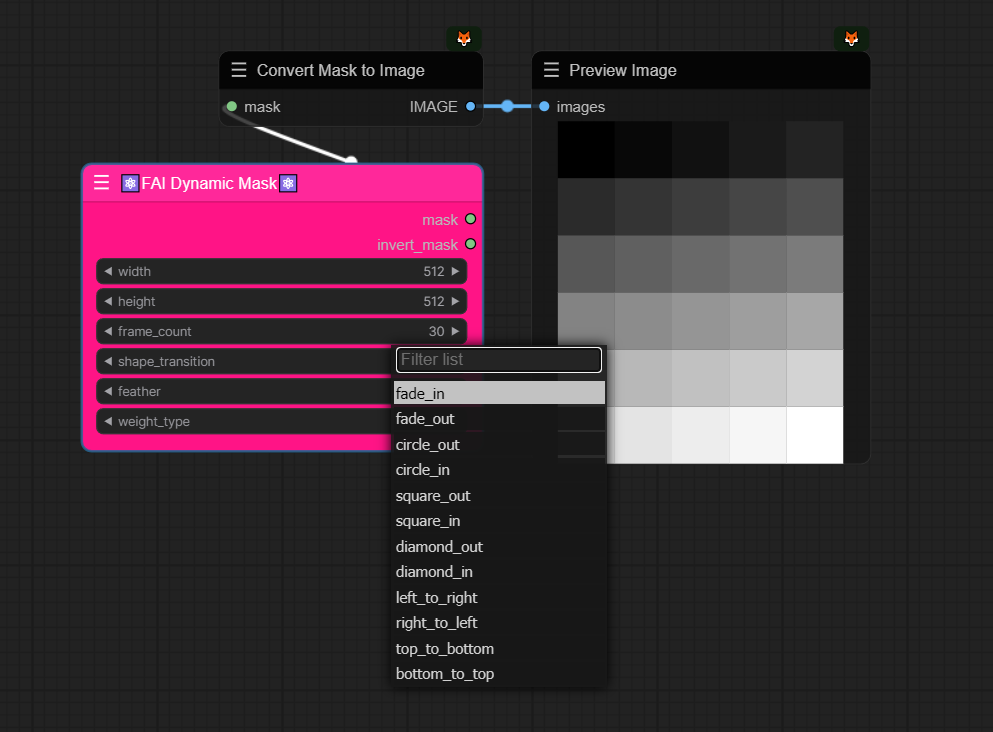 Convert Mask to Image
Preview Image
mask
IMAGE
images
FAI Dynamic Mask
mask
invert_mask
width 512
height 512
frame_count 30
shape_transition
feather
weight_type
Filter list
fade_in
fade_out
circle_out
circle_in
square_out
square_in
diamond_out
diamond_in
left_to_right
right_to_left
top_to_bottom
bottom_to_top